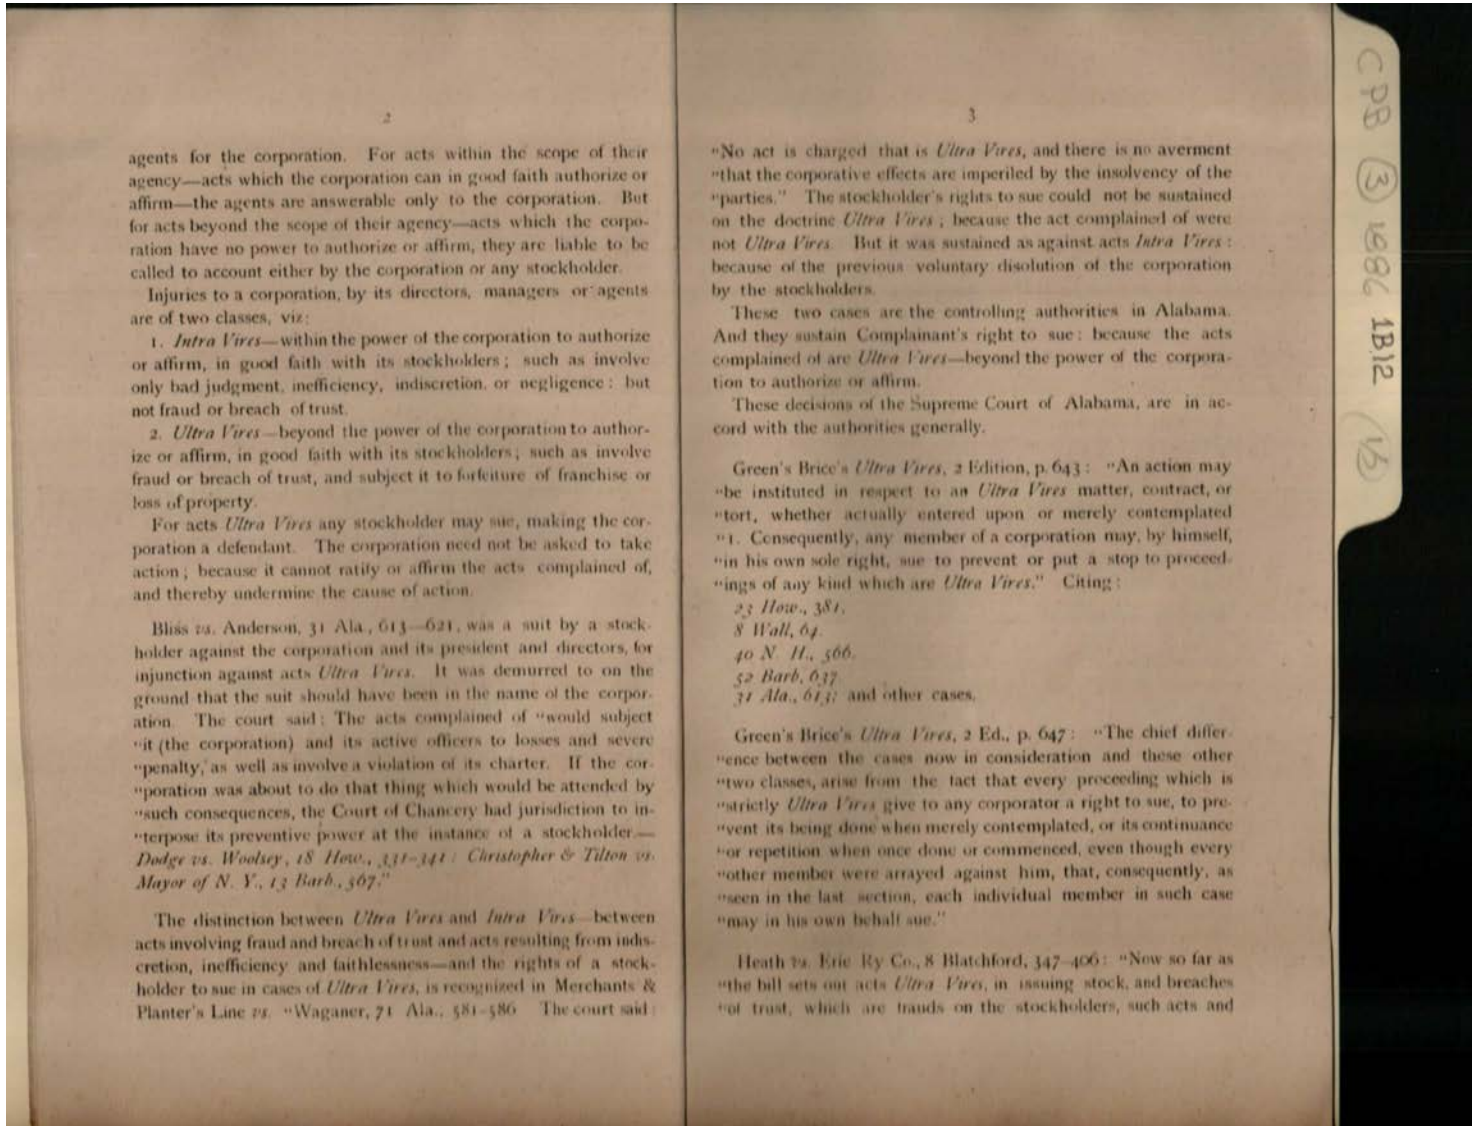 2
agents for the corporation. For acts within the scope of their
agency—acts which the corporation can in good faith authorize or
affirm—the agents are answerable only to the corporation. But
for acts beyond the scope of their agency—acts which the corpo-
ration have no power to authorize or affirm, they are liable to be
called to account either by the corporation or any stockholder.
Injuries to a corporation, by its directors, managers or agents
are of two classes, viz:
1. Intra Vires—within the power of the corporation to authorize
or affirm, in good faith with its stockholders; such as involve
only bad judgment, inefficiency, indiscretion, or negligence: but
not fraud or breach of trust.
2. Ultra Vires—beyond the power of the corporation to author-
ize or affirm, in good faith with its stockholders; such as involve
fraud or breach of trust, and subject it to forfeiture of franchise or
loss of property.
For acts Ultra Vires any stockholder may sue, making the cor-
poration a defendant. The corporation need not be asked to take
action; because it cannot ratify or affirm the acts complained of,
and thereby undermine the cause of action.
Bliss vs. Anderson, 31 Ala., 613—621, was a suit by a stock-
holder against the corporation and its president and directors, for
injunction against acts Ultra Vires. It was demurred to on the
ground that the suit should have been in the name of the corpor-
ation. The court said: The acts complained of "would subject
"it (the corporation) and its active officers to losses and severe
"penalty, as well as involve a violation of its charter. If the cor-
"poration was about to do that thing which would be attended by
"such consequences, the Court of Chancery had jurisdiction to in-
"terpose its preventive power at the instance of a stockholder.—
Dodge vs. Woolsey, 18 How., 331-341: Christopher & Tilton vs.
Mayor of N. Y., 13 Barb., 567."
The distinction between Ultra Vires and Intra Vires—between
acts involving fraud and breach of trust and acts resulting from indis-
cretion, inefficiency and faithlessness—and the rights of a stock-
holder to sue in cases of Ultra Vires, is recognized in Merchants &
Planter's Line vs. "Waganer, 71 Ala., 581-586 The court said:
3
"No act is charged that is Ultra Vires, and there is no averment
"that the corporative effects are imperiled by the insolvency of the
"parties." The stockholder's rights to sue could not be sustained
on the doctrine Ultra Vires; because the act complained of were
not Ultra Vires. But it was sustained as against acts Intra Vires:
because of the previous voluntary disolution of the corporation
by the stockholders.
These two cases are the controlling authorities in Alabama.
And they sustain Complainant's right to sue: because the acts
complained of are Ultra Vires—beyond the power of the corpora-
tion to authorize or affirm.
These decisions of the Supreme Court of Alabama, are in ac-
cord with the authorities generally.
Green's Brice's Ultra Vires, 2 Edition, p. 643: "An action may
"be instituted in respect to an Ultra Vires matter, contract, or
"tort, whether actually entered upon or merely contemplated
"1. Consequently, any member of a corporation may, by himself,
"in his own sole right, sue to prevent or put a stop to proceed-
"ings of any kind which are Ultra Vires." Citing:
23 How., 381.
8 Wall, 64.
40 N. H., 566.
52 Barb, 637
31 Ala., 613; and other cases.
Green's Brice's Ultra Vires, 2 Ed., p. 647: "The chief differ-
"ence between the cases now in consideration and these other
"two classes, arise from the fact that every proceeding which is
"strictly Ultra Vires give to any corporator a right to sue, to pre-
"vent its being done when merely contemplated, or its continuance
"or repetition when once done or commenced, even though every
"other member were arrayed against him, that, consequently, as
"seen in the last section, each individual member in such case
"may in his own behalf sue."
Heath vs. Erie Ry Co., 8 Blatchford, 347-406: "Now so far as
"the bill sets out acts Ultra Vires, in issuing stock, and breaches
"of trust, which are frauds on the stockholders, such acts and
CPB (3) 1886 1B12 (1/3)